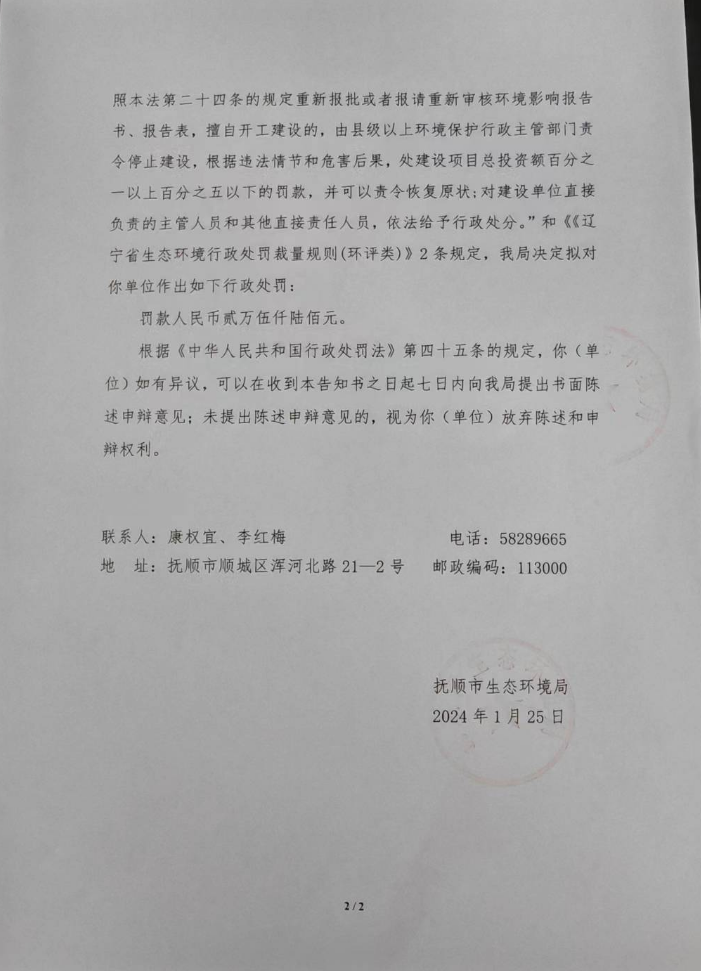 照本法第二十四条的规定重新报批或者报请重新审核环境影响报告
书、报告表，擅自开工建设的，由县级以上环境保护行政主管部门责
令停止建设，根据违法情节和危害后果，处建设项目总投资额百分之
一以上百分之五以下的罚款，并可以责令恢复原状;对建设单位直接
负责的主管人员和其他直接责任人员，依法给予行政处分。”和《《辽
宁省生态环境行政处罚裁量规则(环评类)》2 条规定，我局决定拟对
你单位作出如下行政处罚：
罚款人民币贰万伍仟陆佰元。
根据《中华人民共和国行政处罚法》第四十五条的规定，你（单
位）如有异议，可以在收到本告知书之日起七日内向我局提出书面陈
述申辩意见；未提出陈述申辩意见的，视为你（单位）放弃陈述和申
辩权利。
联系人：康权宜、李红梅 电话：58289665
地 址：抚顺市顺城区浑河北路 21—2 号 邮政编码：113000
抚顺市生态环境局
2024 年 1 月 25 日
2 / 2